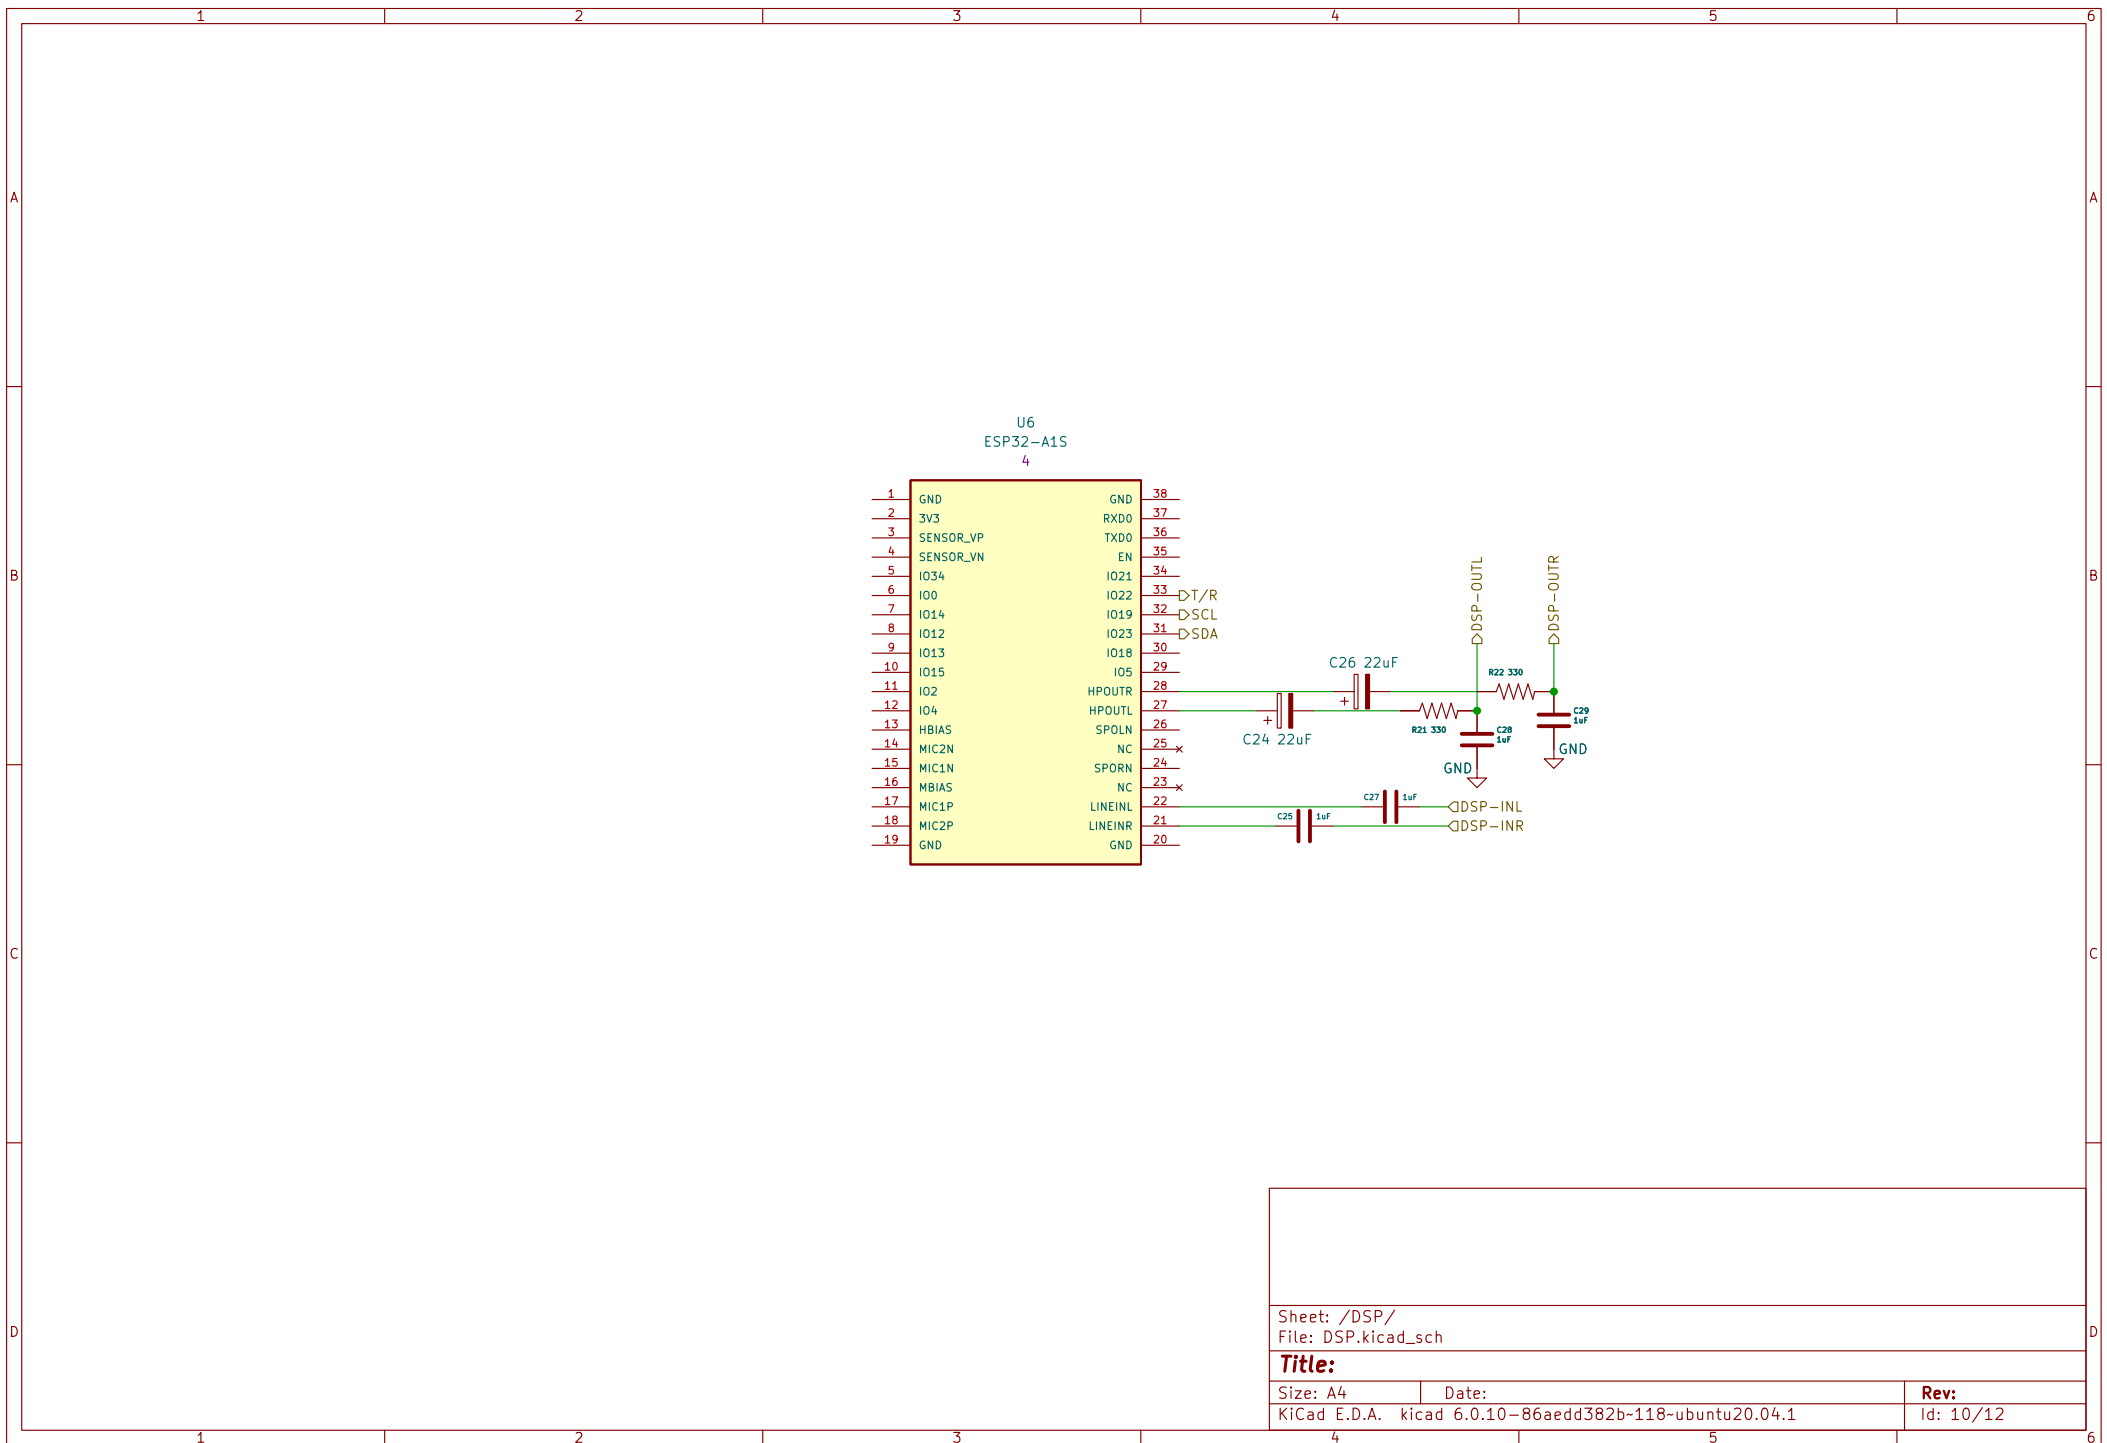 1 2 3 4 5 6
A A
B B
C C
D D
U6
ESP32-A1S
4
1 GND GND 38
2 3V3 RXD0 37
3 SENSOR_VP TXD0 36
4 SENSOR_VN EN 35
5 IO34 IO21 34
6 IO0 IO22 33 T/R
7 IO14 IO19 32 SCL
8 IO12 IO23 31 SDA
9 IO13 IO18 30
10 IO15 IO5 29
11 IO2 HPOUTR 28
12 IO4 HPOUTL 27
13 HBIAS SPOLN 26
14 MIC2N NC 25
15 MIC1N SPORN 24
16 MBIAS NC 23
17 MIC1P LINEINL 22
18 MIC2P LINEINR 21
19 GND GND 20
DSP-OUTL
DSP-OUTR
C26 22uF
+
R22 330
C24 22uF
+
R21 330
C28
1uF
C29
1uF
GND
GND
C27 1uF
DSP-INL
C25 1uF
DSP-INR
Sheet: /DSP/
File: DSP.kicad_sch
Title:
Size: A4 Date: Rev:
KiCad E.D.A. kicad 6.0.10-86aedd382b~118~ubuntu20.04.1 Id: 10/12
1 2 3 4 5 6